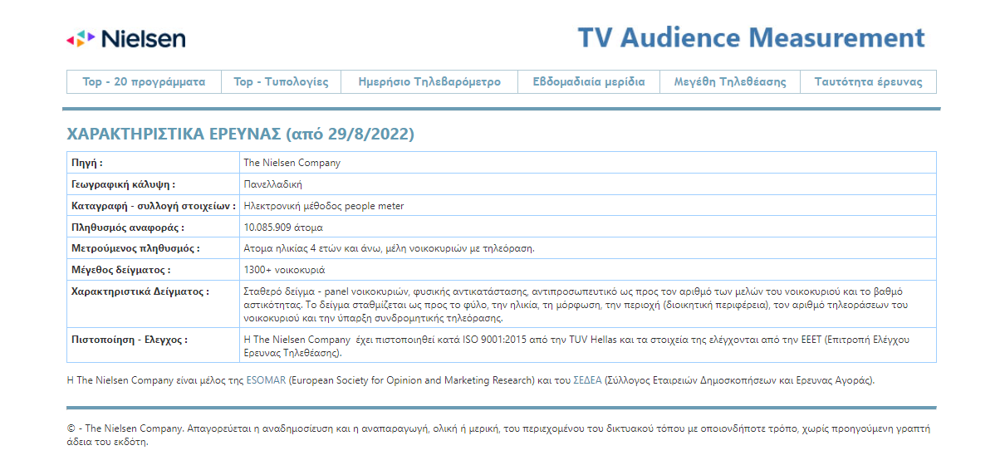 Nielsen
TV Audience Measurement
Top - 20 προγράμματα
Top - Τυπολογίες
Ημερήσιο Τηλεβαρόμετρο
Εβδομαδιαία μερίδια
Μεγέθη Τηλεθέασης
Ταυτότητα έρευνας
ΧΑΡΑΚΤΗΡΙΣΤΙΚΑ ΕΡΕΥΝΑΣ (από 29/8/2022)
Πηγή : The Nielsen Company
Γεωγραφική κάλυψη : Πανελλαδική
Καταγραφή - συλλογή στοιχείων : Ηλεκτρονική μέθοδος people meter
Πληθυσμός αναφοράς : 10.085.909 άτομα
Μετρούμενος πληθυσμός : Ατομα ηλικίας 4 ετών και άνω, μέλη νοικοκυριών με τηλεόραση.
Μέγεθος δείγματος : 1300+ νοικοκυριά
Χαρακτηριστικά Δείγματος : Σταθερό δείγμα - panel νοικοκυριών, φυσικής αντικατάστασης, αντιπροσωπευτικό ως προς τον αριθμό των μελών του νοικοκυριού και το βαθμό
αστικότητας. Το δείγμα σταθμίζεται ως προς το φύλο, την ηλικία, τη μόρφωση, την περιοχή (διοικητική περιφέρεια), τον αριθμό τηλεοράσεων του
νοικοκυριού και την ύπαρξη συνδρομητικής τηλεόρασης.
Πιστοποίηση - Ελεγχος : Η The Nielsen Company έχει πιστοποιηθεί κατά ISO 9001:2015 από την TUV Hellas και τα στοιχεία της ελέγχονται από την ΕΕΕΤ (Επιτροπή Ελέγχου
Ερευνας Τηλεθέασης).
Η The Nielsen Company είναι μέλος της ESOMAR (European Society for Opinion and Marketing Research) και του ΣΕΔΕΑ (Σύλλογος Εταιρειών Δημοσκοπήσεων και Ερευνας Αγοράς).
© - The Nielsen Company. Απαγορεύεται η αναδημοσίευση και η αναπαραγωγή, ολική ή μερική, του περιεχομένου του δικτυακού τόπου με οποιονδήποτε τρόπο, χωρίς προηγούμενη γραπτή
άδεια του εκδότη.